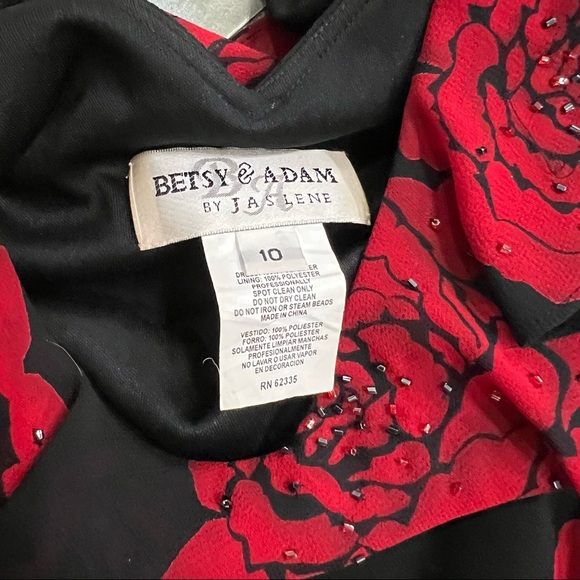 BETSY & ADAM
BY JASLENE
10
LINING: 100% POLYESTER
PROFESSIONALLY
SPOT CLEAN ONLY
DO NOT DRY CLEAN
DO NOT IRON OR STEAM BEADS
MADE IN CHINA
VESTIDO: 100% POLIESTER
FORRO: 100% POLIESTER
SOLAMENTE LIMPIAR MANCHAS
PROFESIONALMENTE
NO LAVAR O USAR VAPOR
EN DECORACION
RN 62335